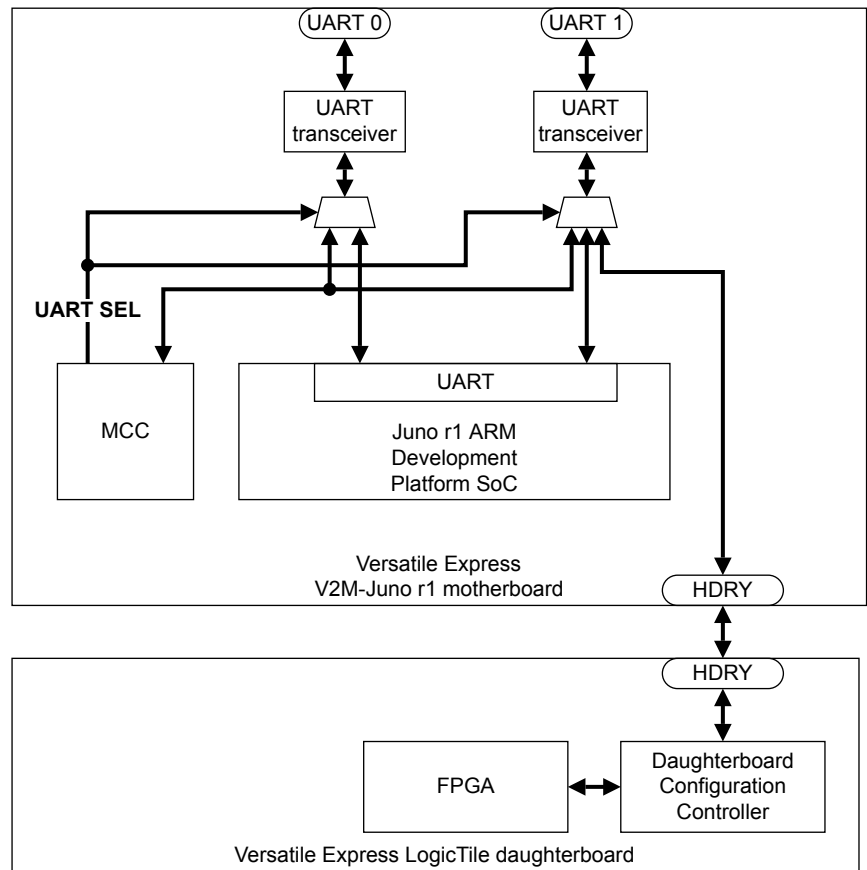 UART 0
UART 1
UART
transceiver
UART
transceiver
UART SEL
MCC
UART
Juno r1 ARM
Development
Platform SoC
Versatile Express
V2M-Juno r1 motherboard
HDRY
HDRY
FPGA
Daughterboard
Configuration
Controller
Versatile Express LogicTile daughterboard